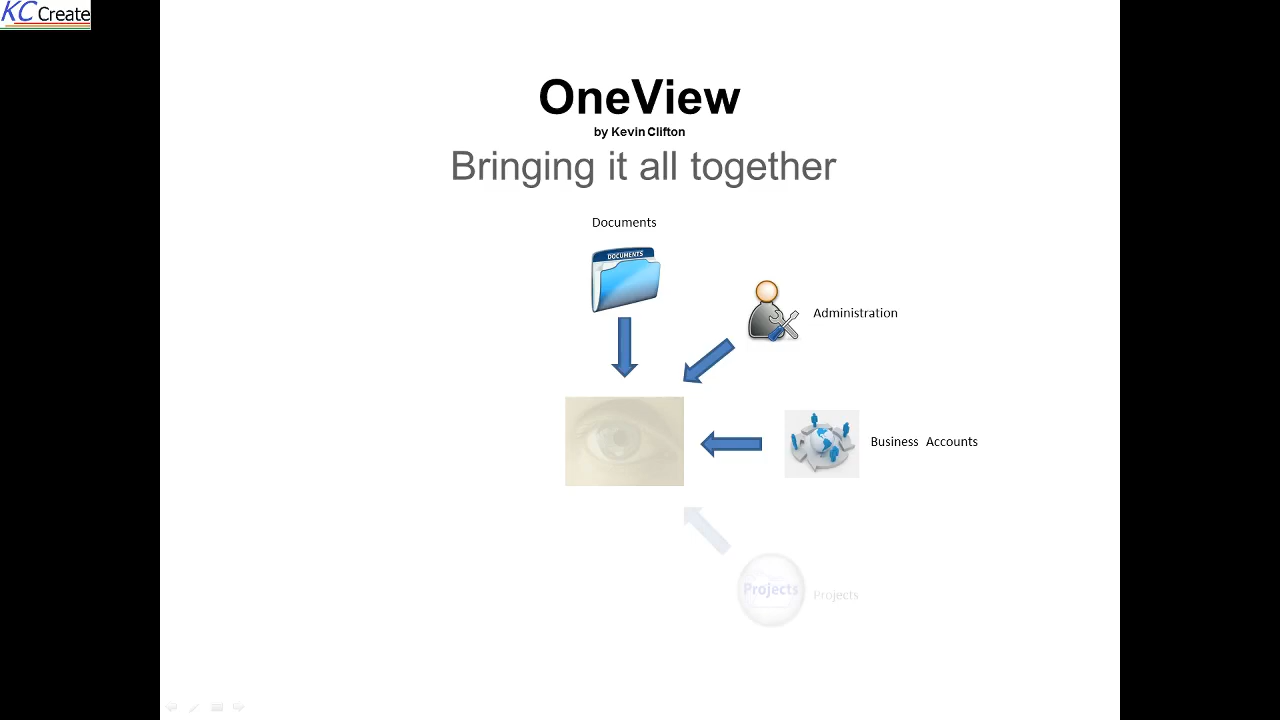 KC Create
OneView
by Kevin Clifton
Bringing it all together
Documents
DOCUMENTS
Administration
Business Accounts
Projects
Projects